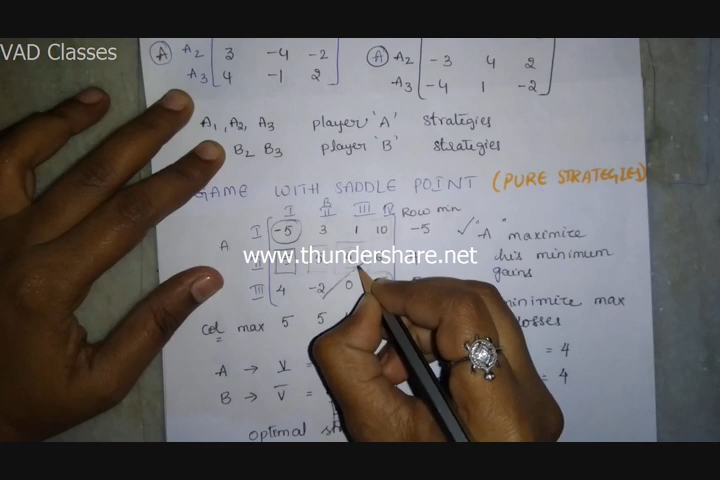 VAD Classes
A A2 3 -4 -2
A3 4 -1 2
A A2 -3 4 2
A3 -4 1 -2
A1, A2, A3 player 'A' strategies
B2 B3 player 'B' strategies
GAME WITH SADDLE POINT (PURE STRATEGIES)
B
I II III IV Row min
A I -5 3 1 10 -5 ✓ "A" maximize
his minimum
gains
www.thundershare.net
II
III 4 -2 0
minimize max
losses
Col max 5 5
A → V = = 4
B → V̄ = = 4
optimal